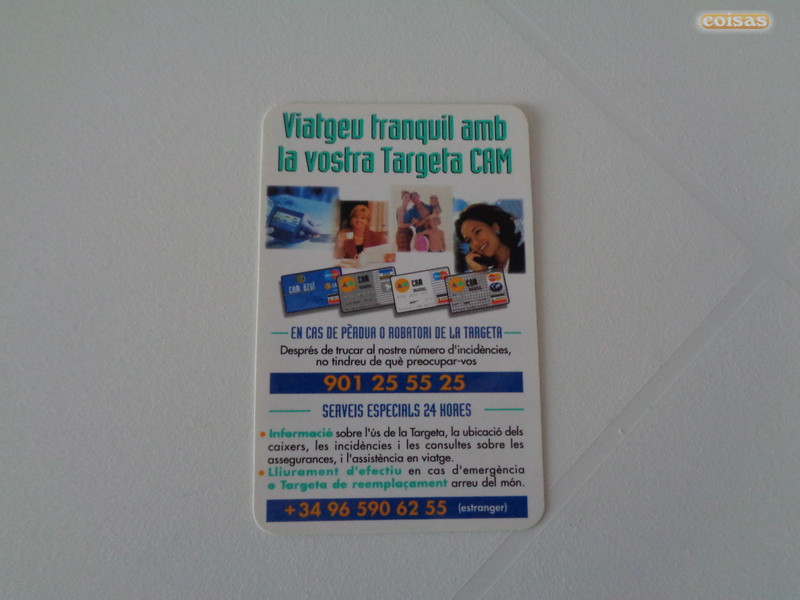 coisas
Viatgeu tranquil amb
la vostra Targeta CAM
CAM AZUL
CAM
CAM
CAM
EN CAS DE PÈRDUA O ROBATORI DE LA TARGETA
Després de trucar al nostre número d'incidències,
no tindreu de què preocupar-vos
901 25 55 25
SERVEIS ESPECIALS 24 HORES
• Informació sobre l'ús de la Targeta, la ubicació dels
caixers, les incidències i les consultes sobre les
assegurances, i l'assistència en viatge.
• Lliurament d'efectiu en cas d'emergència
o Targeta de reemplaçament arreu del món.
+34 96 590 62 55 (estranger)